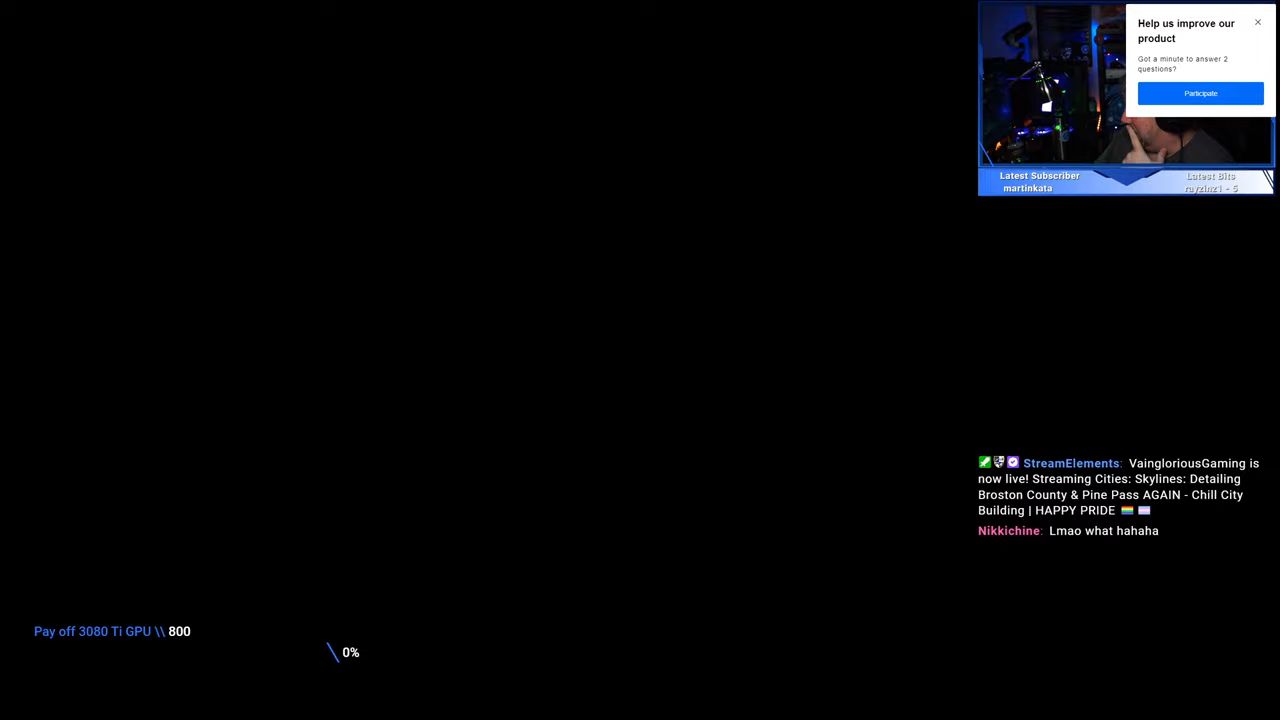 Help us improve our
product
Got a minute to answer 2
questions?
Participate
Latest Subscriber
martinkata
Latest Bits
rayzinz1 - 5
StreamElements: VaingloriousGaming is
now live! Streaming Cities: Skylines: Detailing
Broston County & Pine Pass AGAIN - Chill City
Building | HAPPY PRIDE
Nikkichine: Lmao what hahaha
Pay off 3080 Ti GPU \\ 800
\ 0%